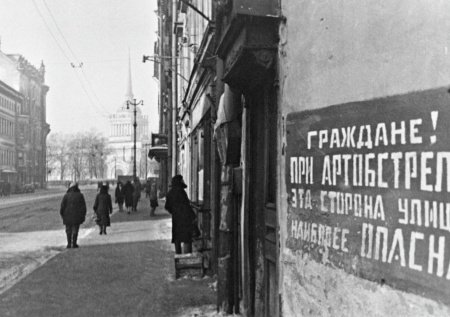 ГРАЖДАНЕ!
ПРИ АРТОБСТРЕЛ
ЭТА СТОРОНА УЛИЦ
НАИБОЛЕЕ ОПАСНА